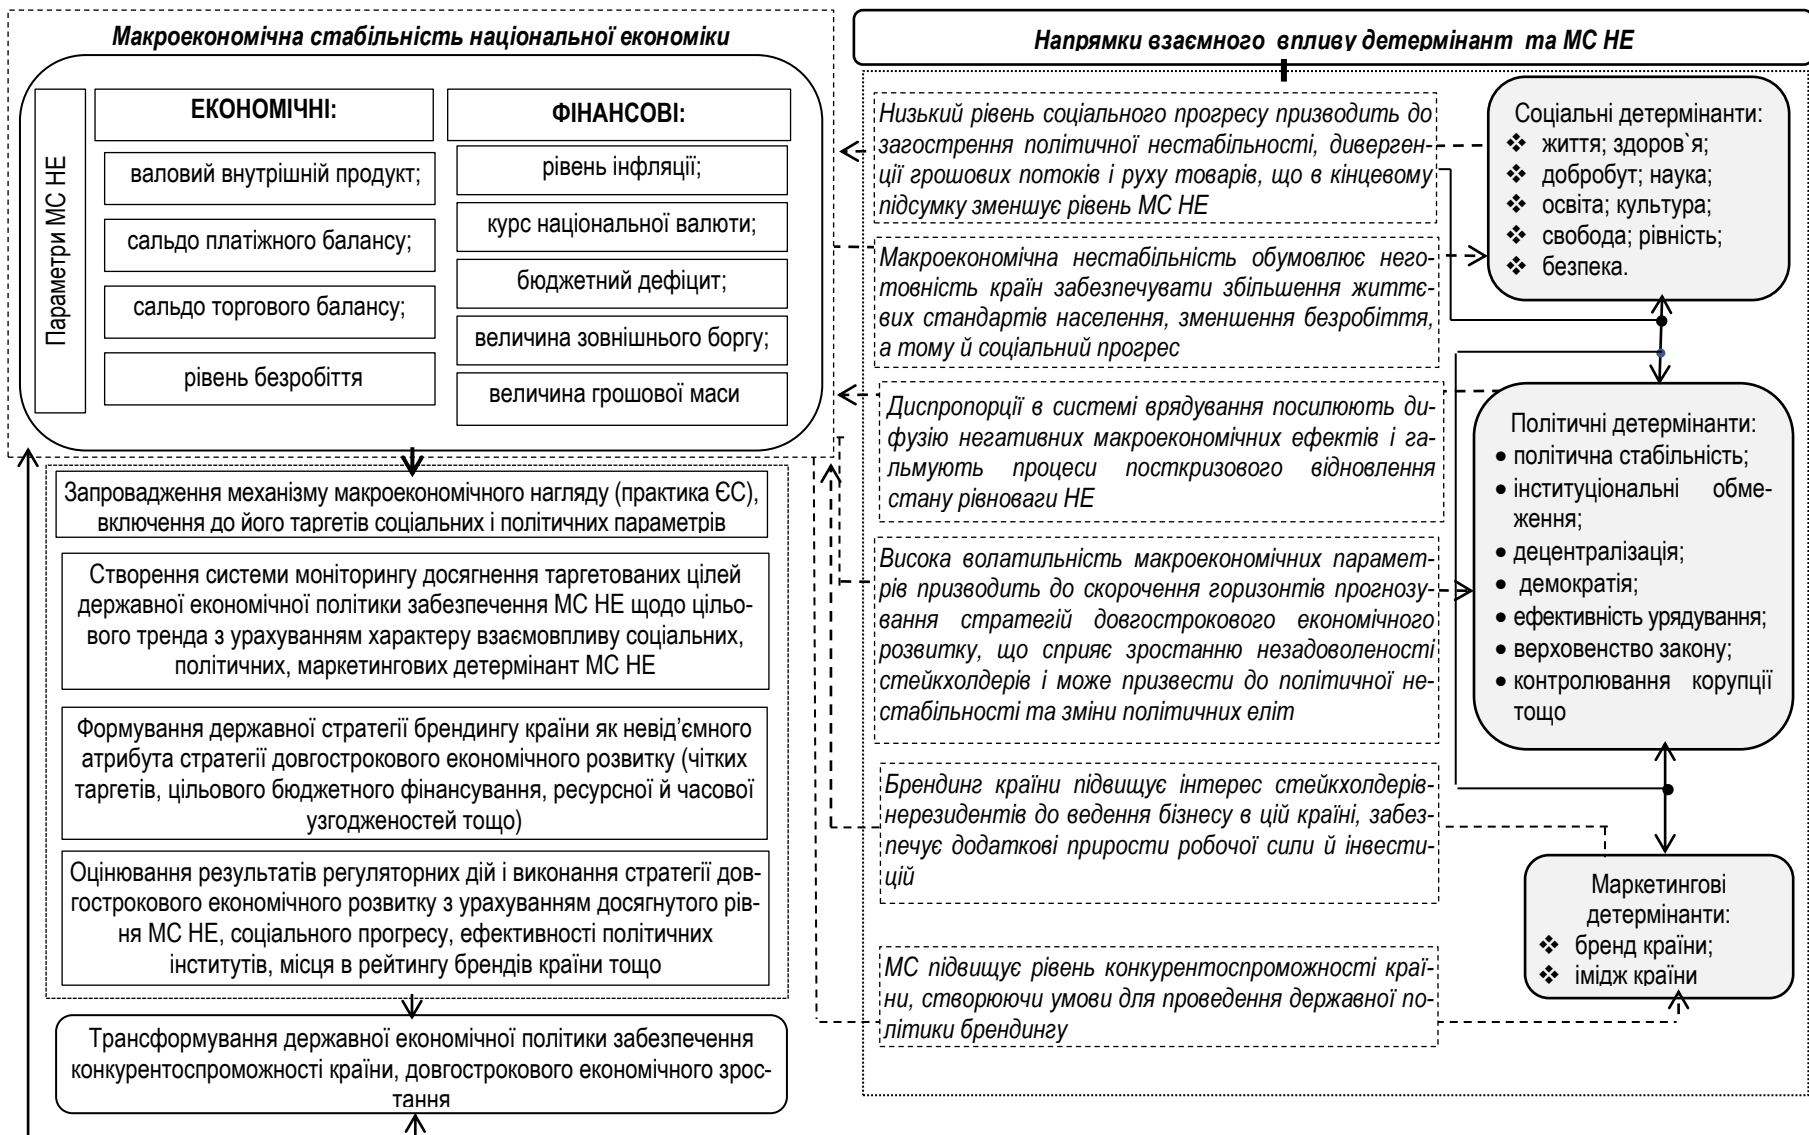 Макроекономічна стабільність національної економіки
Параметри МС НЕ
ЕКОНОМІЧНІ:
валовий внутрішній продукт;
сальдо платіжного балансу;
сальдо торгового балансу;
рівень безробіття
ФІНАНСОВІ:
рівень інфляції;
курс національної валюти;
бюджетний дефіцит;
величина зовнішнього боргу;
величина грошової маси
Запровадження механізму макроекономічного нагляду (практика ЄС),
включення до його таргетів соціальних і політичних параметрів
Створення системи моніторингу досягнення таргетованих цілей
державної економічної політики забезпечення МС НЕ щодо цільо-
вого тренда з урахуванням характеру взаємовпливу соціальних,
політичних, маркетингових детермінант МС НЕ
Формування державної стратегії брендингу країни як невід’ємного
атрибута стратегії довгострокового економічного розвитку (чітких
таргетів, цільового бюджетного фінансування, ресурсної й часової
узгодженостей тощо)
Оцінювання результатів регуляторних дій і виконання стратегії дов-
гострокового економічного розвитку з урахуванням досягнутого рів-
ня МС НЕ, соціального прогресу, ефективності політичних
інститутів, місця в рейтингу брендів країни тощо
Трансформування державної економічної політики забезпечення
конкурентоспроможності країни, довгострокового економічного зрос-
тання
Напрямки взаємного впливу детермінант та МС НЕ
Низький рівень соціального прогресу призводить до
загострення політичної нестабільності, диверген-
ції грошових потоків і руху товарів, що в кінцевому
підсумку зменшує рівень МС НЕ
Макроекономічна нестабільність обумовлює него-
товність країн забезпечувати збільшення життє-
вих стандартів населення, зменшення безробіття,
а тому й соціальний прогрес
Диспропорції в системі врядування посилюють ди-
фузію негативних макроекономічних ефектів і га-
льмують процеси посткризового відновлення
стану рівноваги НЕ
Висока волатильність макроекономічних парамет-
рів призводить до скорочення горизонтів прогнозу-
вання стратегій довгострокового економічного
розвитку, що сприяє зростанню незадоволеності
стейкхолдерів і може призвести до політичної не-
стабільності та зміни політичних еліт
Брендинг країни підвищує інтерес стейкхолдерів-
нерезидентів до ведення бізнесу в цій країні, забез-
печує додаткові прирости робочої сили й інвести-
цій
МС підвищує рівень конкурентоспроможності краї-
ни, створюючи умови для проведення державної по-
літики брендингу
Соціальні детермінанти:
❖ життя; здоров`я;
❖ добробут; наука;
❖ освіта; культура;
❖ свобода; рівність;
❖ безпека.
Політичні детермінанти:
• політична стабільність;
• інституціональні обме-
ження;
• децентралізація;
• демократія;
• ефективність урядування;
• верховенство закону;
• контролювання корупції
тощо
Маркетингові
детермінанти:
❖ бренд країни;
❖ імідж країни